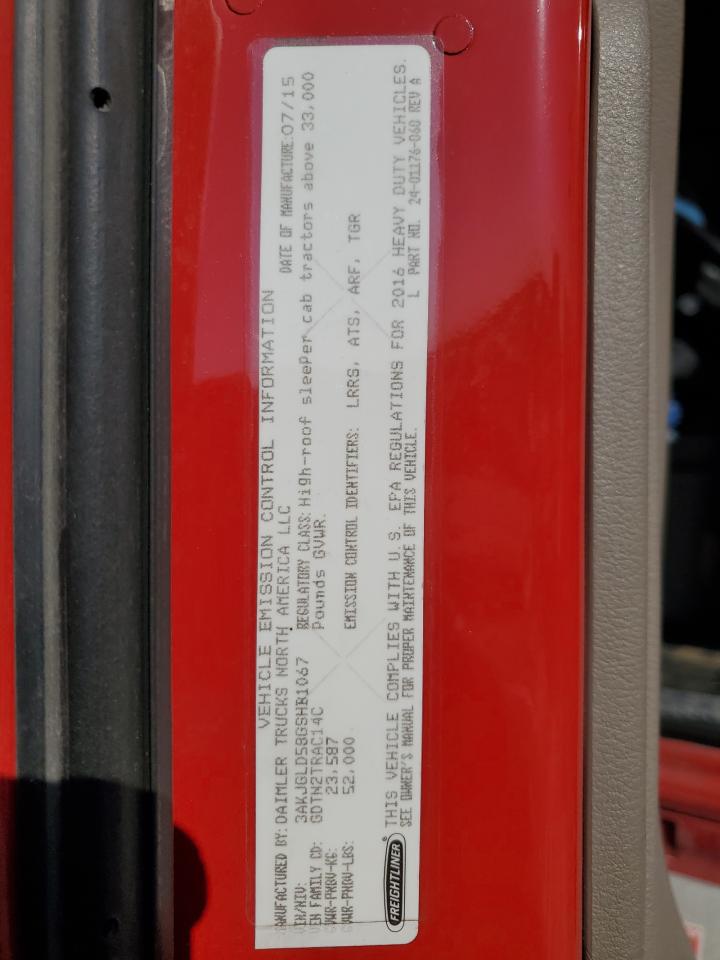 VEHICLE EMISSION CONTROL INFORMATION
MANUFACTURED BY: DAIMLER TRUCKS NORTH AMERICA LLC DATE OF MANUFACTURE: 07/15
VIN/NIV: 3AKJGLD58GSHB1067 REGULATORY CLASS: High-roof sleeper cab tractors above 33,000
VEH FAMILY CD: GDTN2TRAC14C Pounds GVWR.
GVWR-PNBV-KG: 23,587
GVWR-PNBV-LBS: 52,000 EMISSION CONTROL IDENTIFIERS: LRRS, ATS, ARF, TGR
FREIGHTLINER® THIS VEHICLE COMPLIES WITH U.S. EPA REGULATIONS FOR 2016 HEAVY DUTY VEHICLES.
SEE OWNER'S MANUAL FOR PROPER MAINTENANCE OF THIS VEHICLE. L PART NO. 24-01176-060 REV A